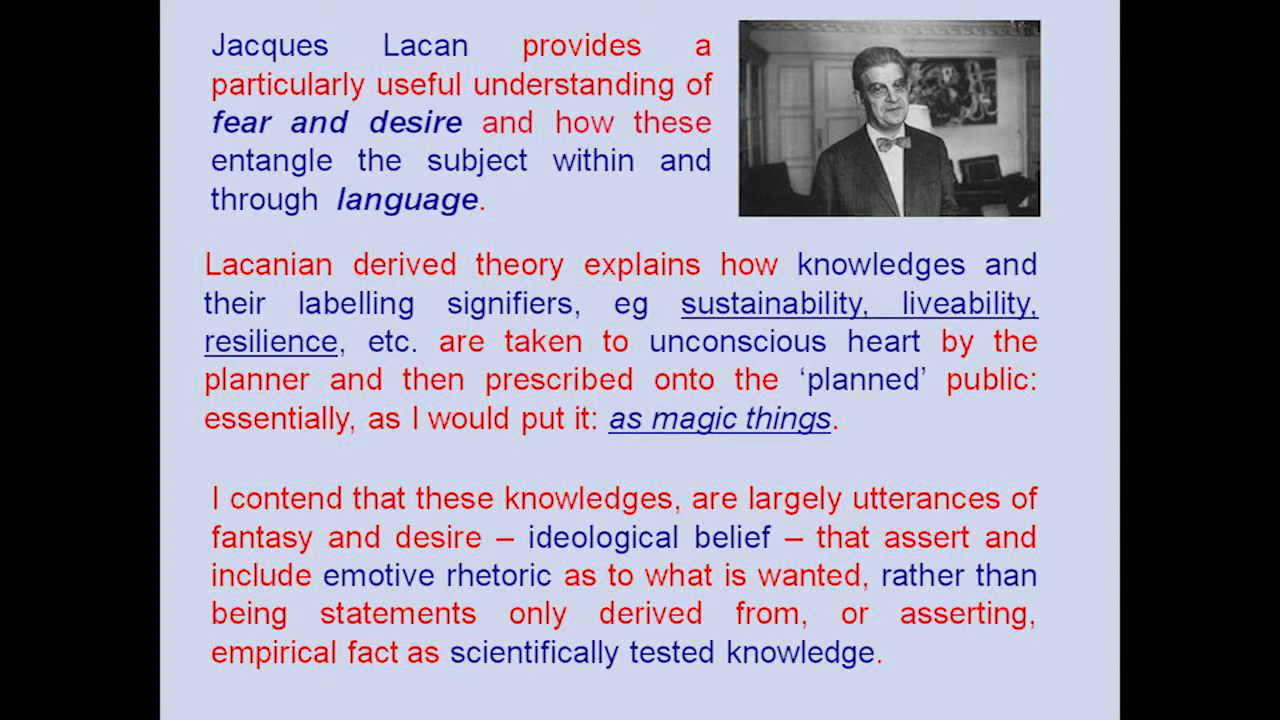 Jacques Lacan provides a
particularly useful understanding of
fear and desire and how these
entangle the subject within and
through language.
Lacanian derived theory explains how knowledges and
their labelling signifiers, eg sustainability, liveability,
resilience, etc. are taken to unconscious heart by the
planner and then prescribed onto the ‘planned’ public:
essentially, as I would put it: as magic things.
I contend that these knowledges, are largely utterances of
fantasy and desire – ideological belief – that assert and
include emotive rhetoric as to what is wanted, rather than
being statements only derived from, or asserting,
empirical fact as scientifically tested knowledge.